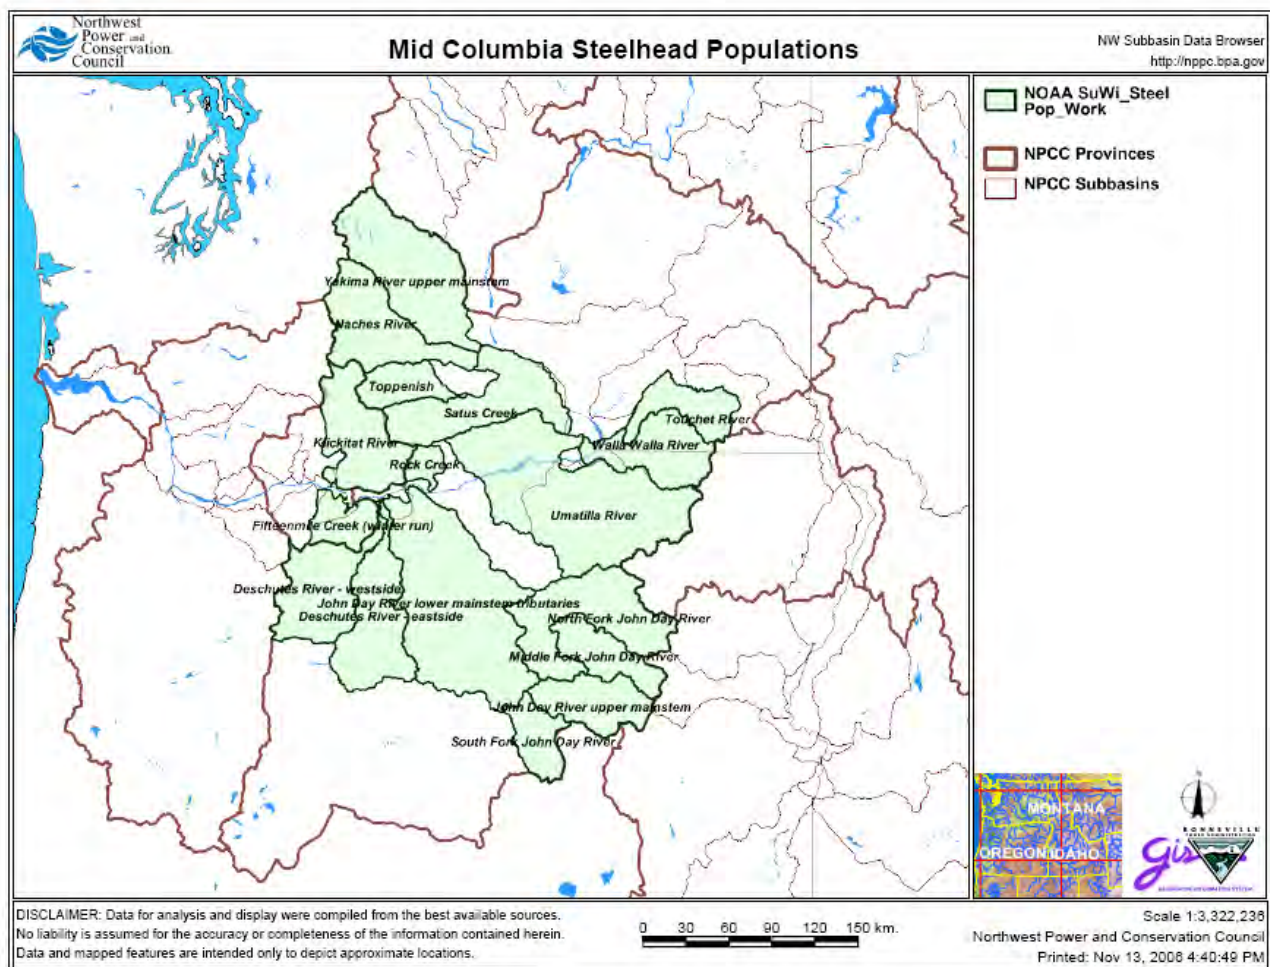 Northwest
Power and
Conservation
Council
Mid Columbia Steelhead Populations
NW Subbasin Data Browser
http://nppc.bpa.gov
NOAA SuWi_Steel
Pop_Work
NPCC Provinces
NPCC Subbasins
Yakima River upper mainstem
Naches River
Toppenish
Satus Creek
Touchet River
Klickitat River
Walla Walla River
Rock Creek
Umatilla River
Fifteenmile Creek (winter run)
Deschutes River - westside
John Day River lower mainstem tributaries
Deschutes River - eastside
North Fork John Day River
Middle Fork John Day River
John Day River upper mainstem
South Fork John Day River
N
MONTANA
OREGON IDAHO
BONNEVILLE
POWER ADMINISTRATION
gis
DISCLAIMER: Data for analysis and display were compiled from the best available sources.
No liability is assumed for the accuracy or completeness of the information contained herein.
Data and mapped features are intended only to depict approximate locations.
0 30 60 90 120 150 km.
Scale 1:3,322,236
Northwest Power and Conservation Council
Printed: Nov 13, 2006 4:40:49 PM